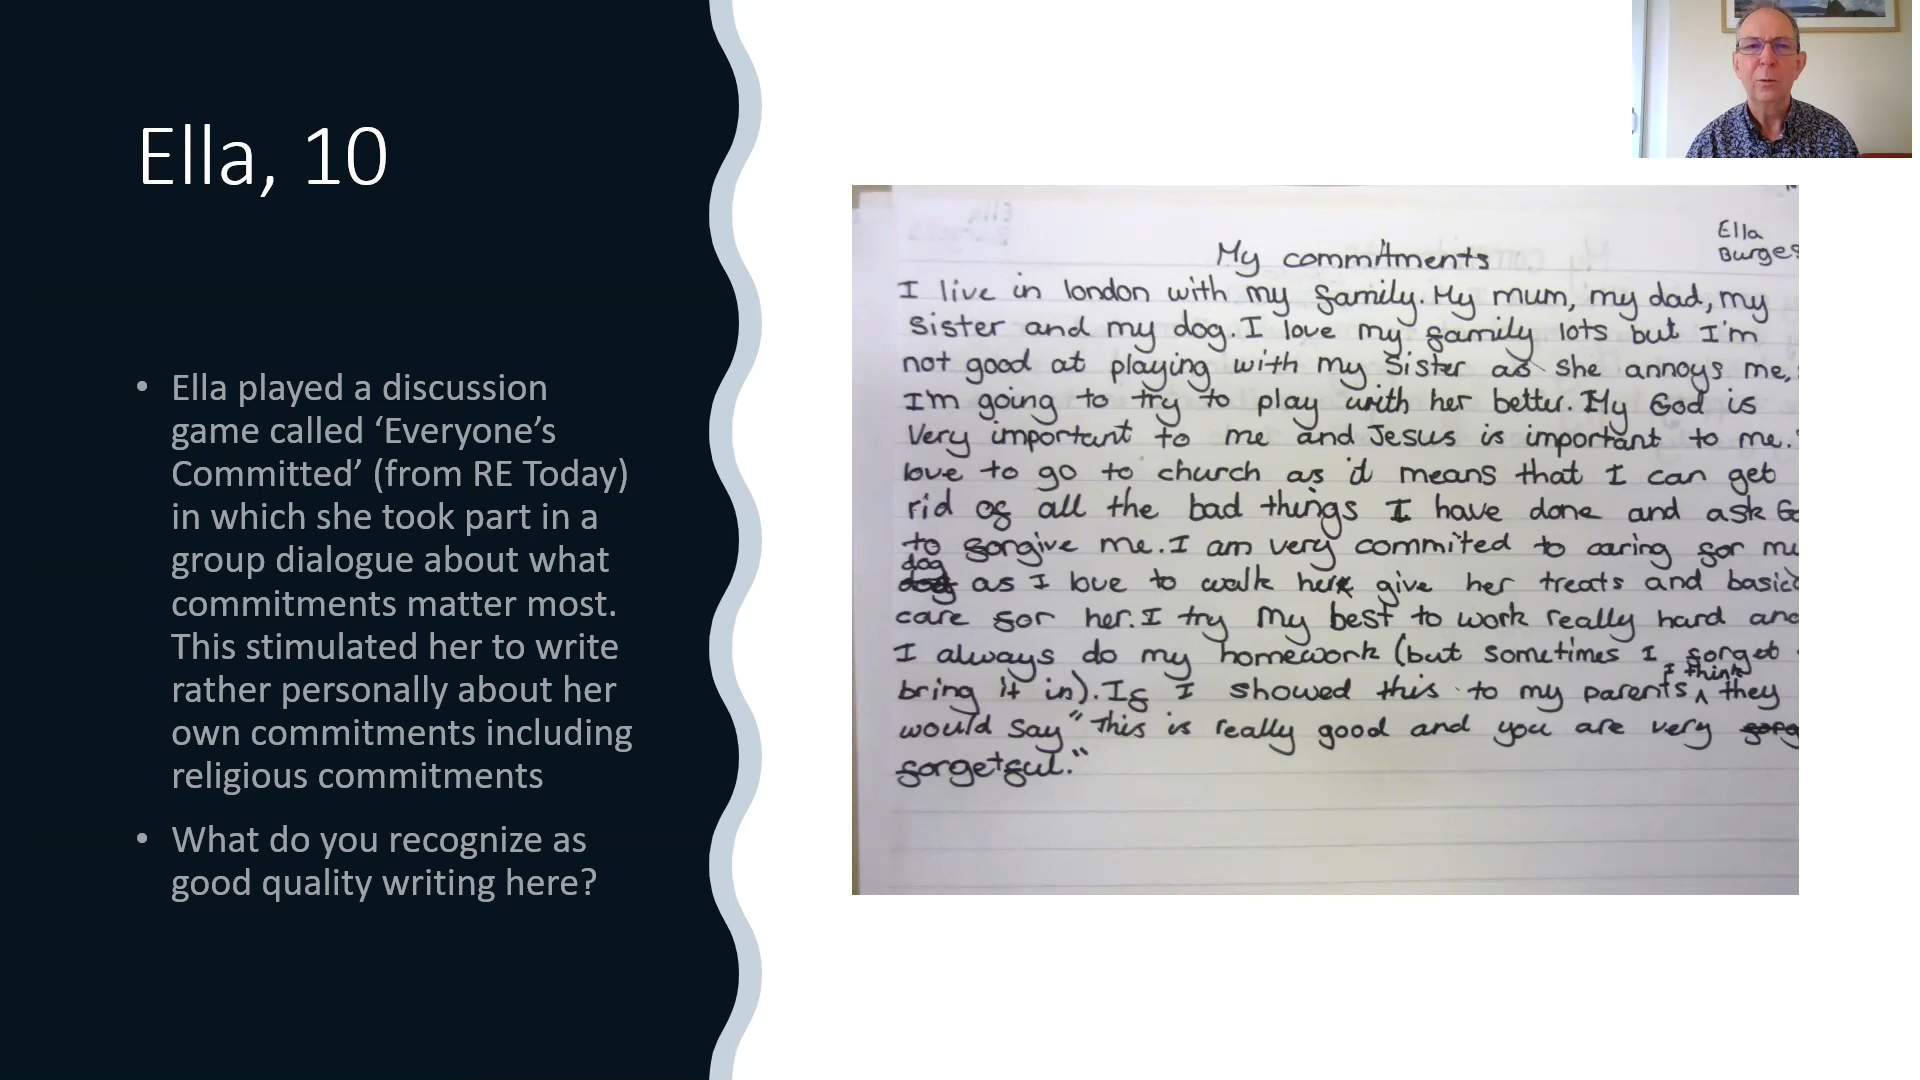 Ella, 10
• Ella played a discussion
game called ‘Everyone’s
Committed’ (from RE Today)
in which she took part in a
group dialogue about what
commitments matter most.
This stimulated her to write
rather personally about her
own commitments including
religious commitments
• What do you recognize as
good quality writing here?
Ella
Burges
My commitments
I live in london with my family. My mum, my dad, my
sister and my dog. I love my family lots but I'm
not good at playing with my sister as she annoys me,
I'm going to try to play with her better. My God is
very important to me and Jesus is important to me.
love to go to church as it means that I can get
rid of all the bad things I have done and ask Go
to forgive me. I am very commited to caring for my
dog as I love to walk her give her treats and basic
care for her. I try my best to work really hard and
I always do my homework (but sometimes I forget
bring it in). If I showed this to my parents, I think they
would say "This is really good and you are very
forgetful."